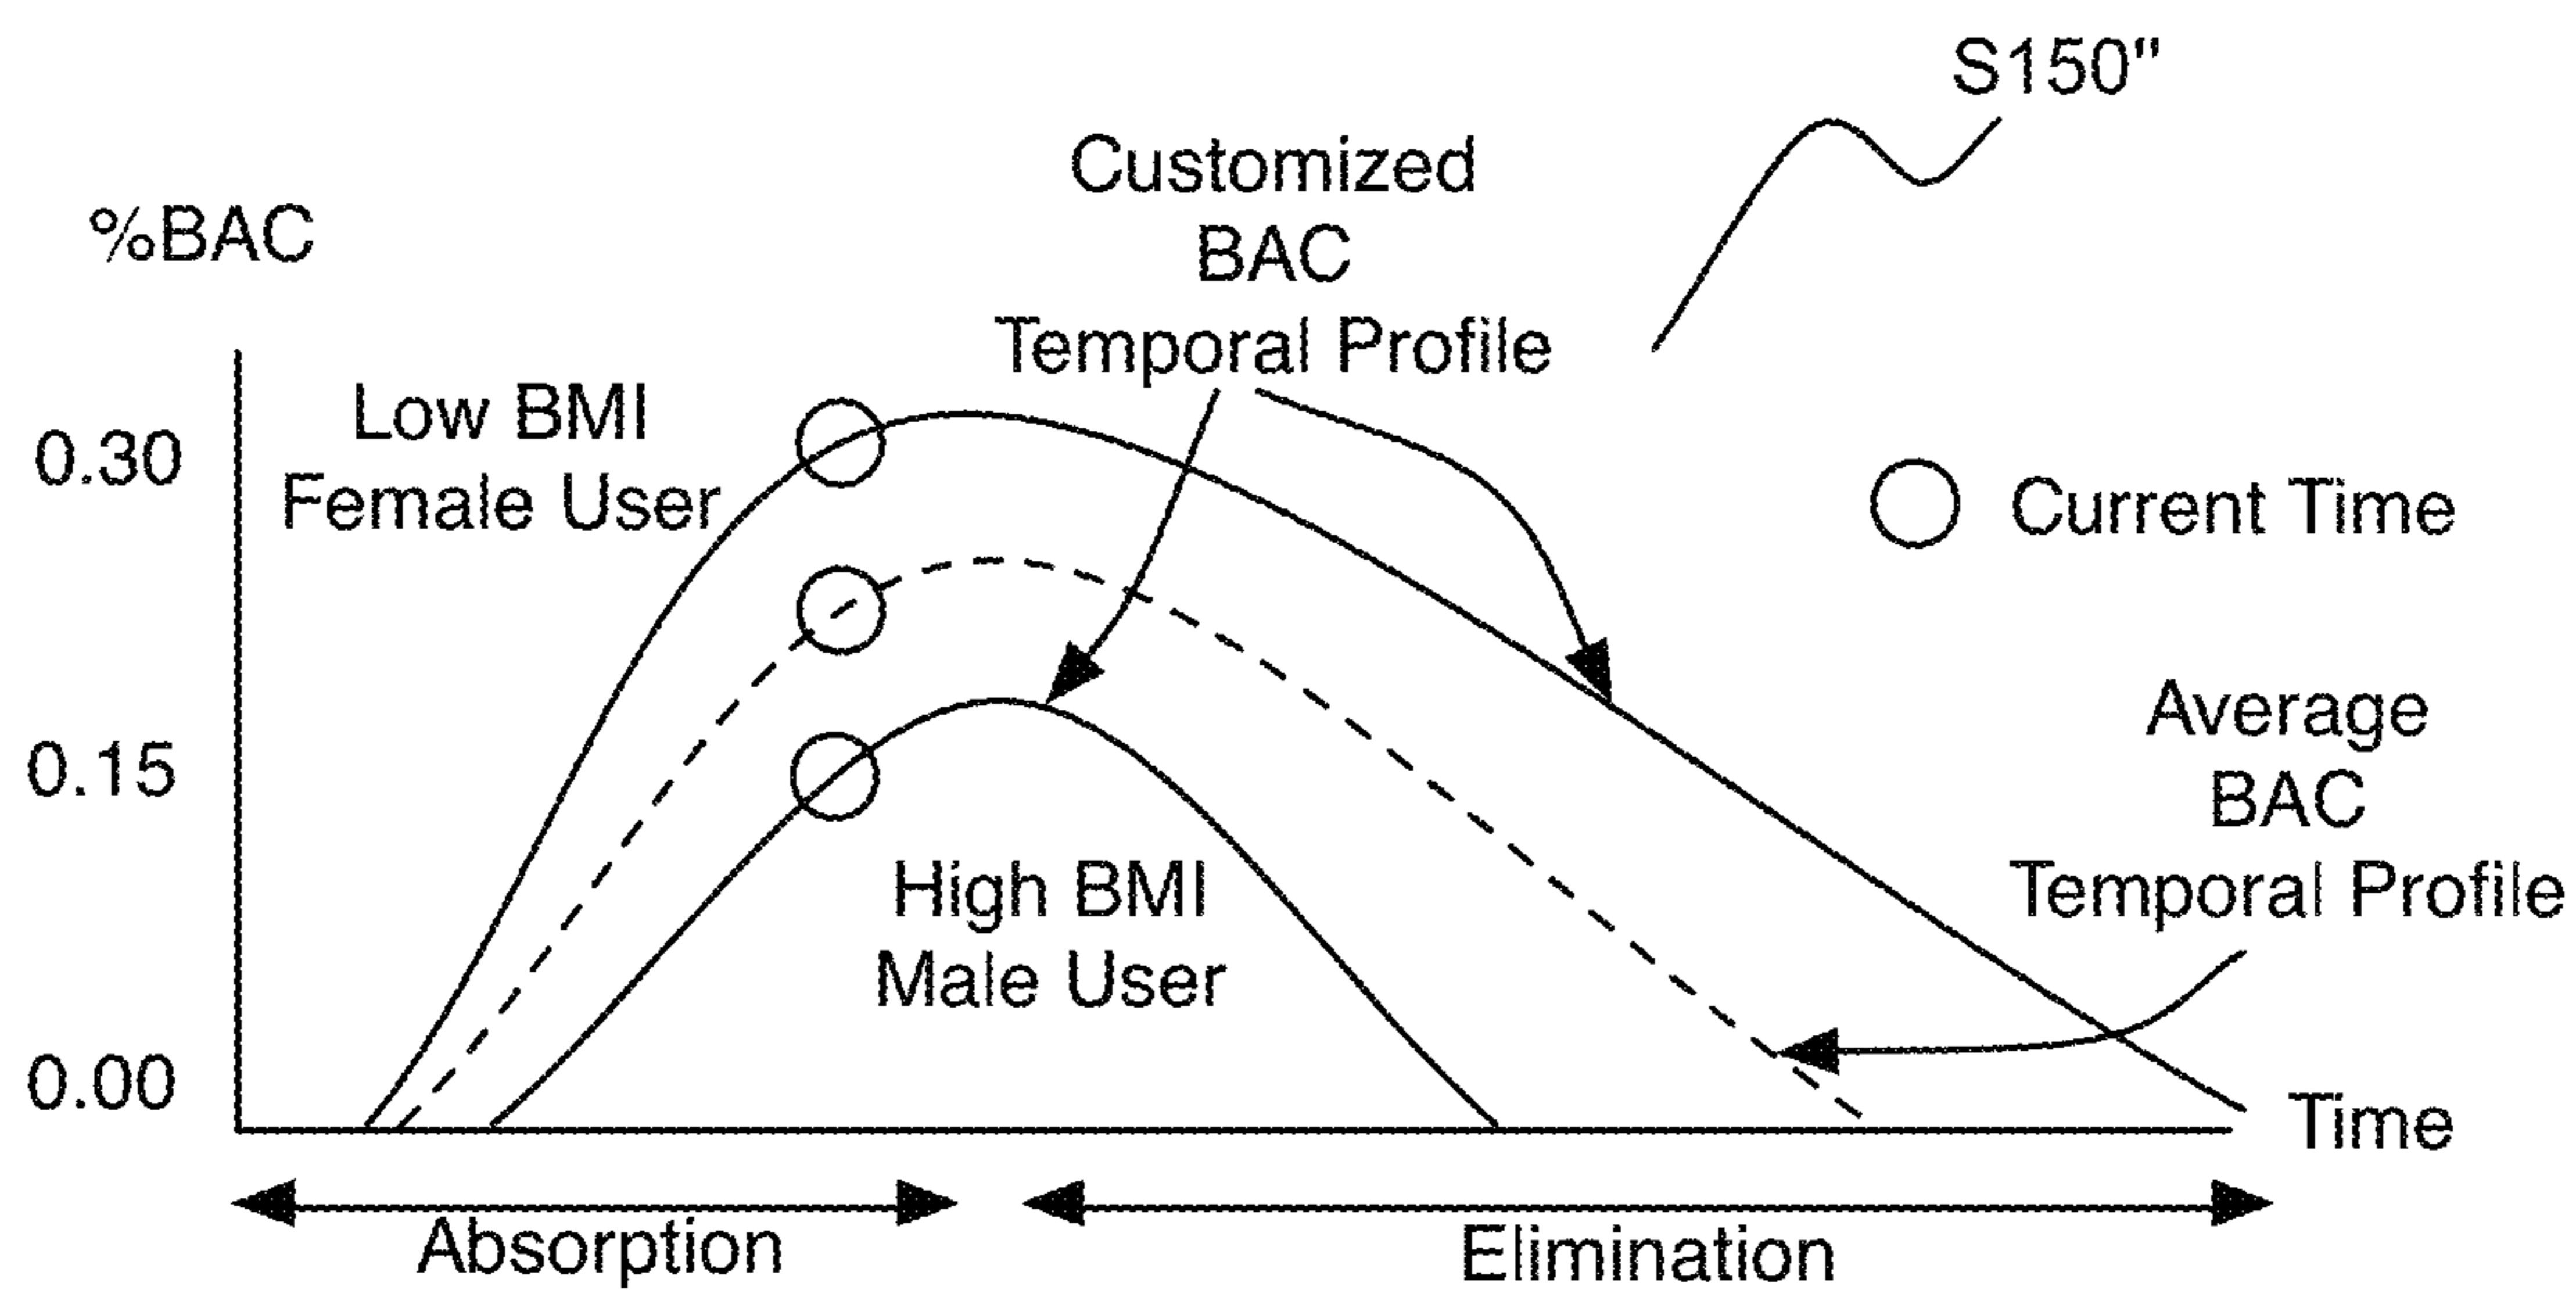 S150"
Customized
BAC
Temporal Profile
%BAC
Low BMI
Female User
0.30
Current Time
Average
BAC
Temporal Profile
0.15
High BMI
Male User
0.00
Time
Absorption
Elimination